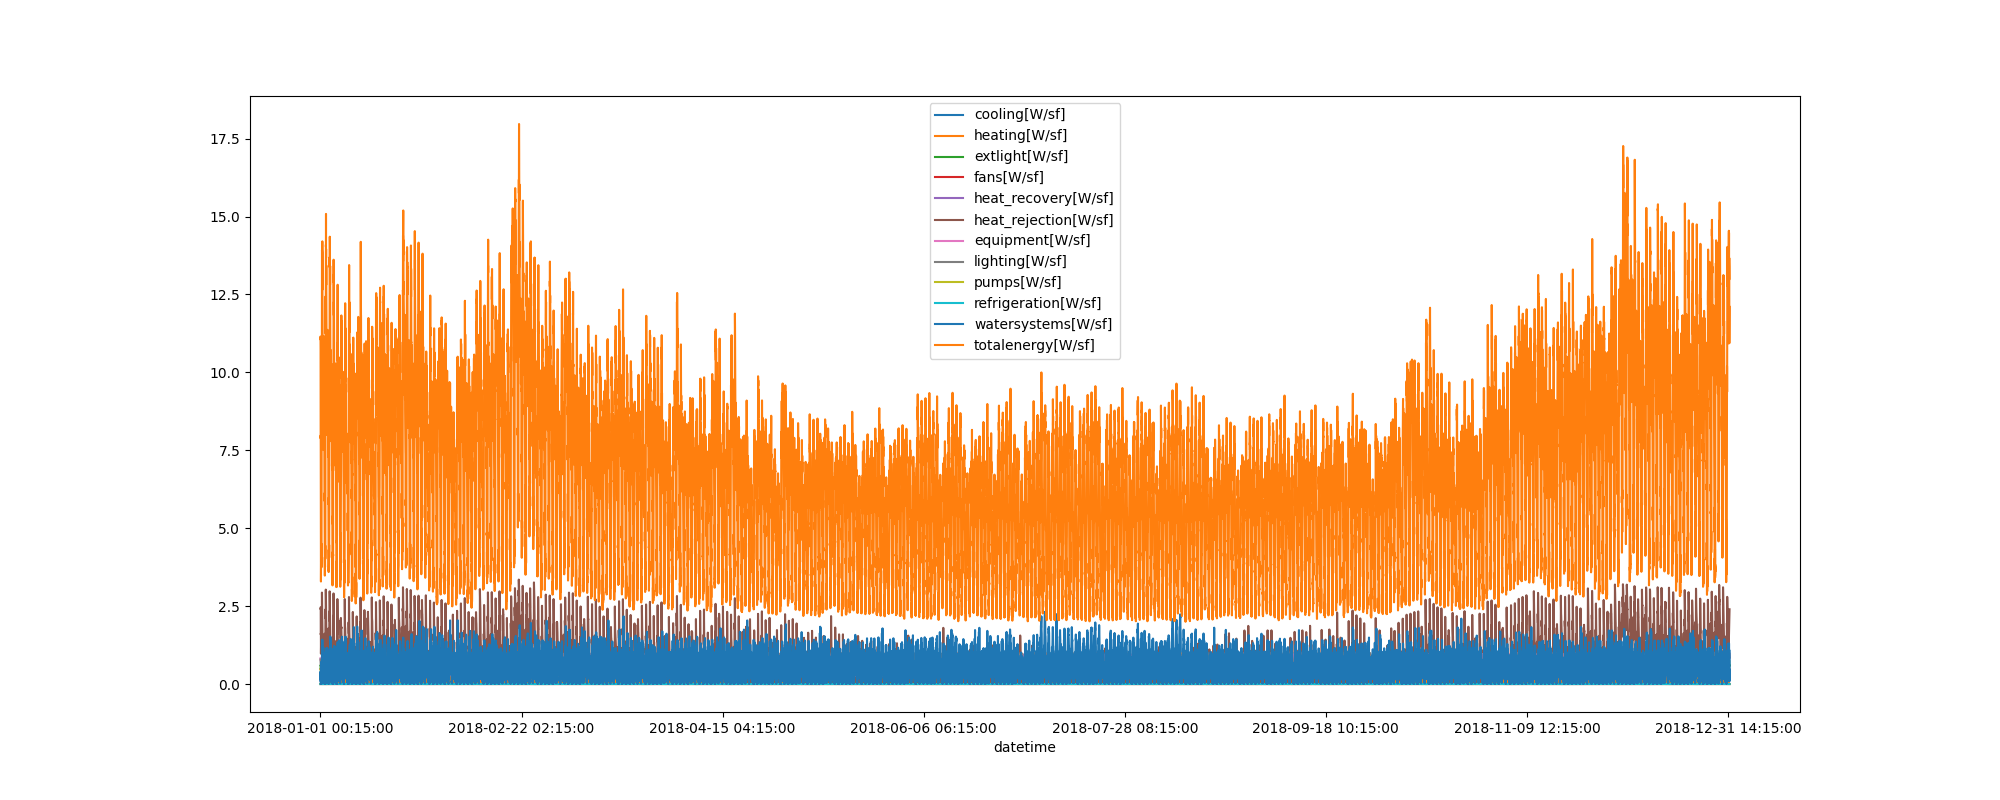 17.5
15.0
12.5
10.0
7.5
5.0
2.5
0.0
cooling[W/sf]
heating[W/sf]
extlight[W/sf]
fans[W/sf]
heat_recovery[W/sf]
heat_rejection[W/sf]
equipment[W/sf]
lighting[W/sf]
pumps[W/sf]
refrigeration[W/sf]
watersystems[W/sf]
totalenergy[W/sf]
2018-01-01 00:15:00 2018-02-22 02:15:00 2018-04-15 04:15:00 2018-06-06 06:15:00 2018-07-28 08:15:00 2018-09-18 10:15:00 2018-11-09 12:15:00 2018-12-31 14:15:00
datetime